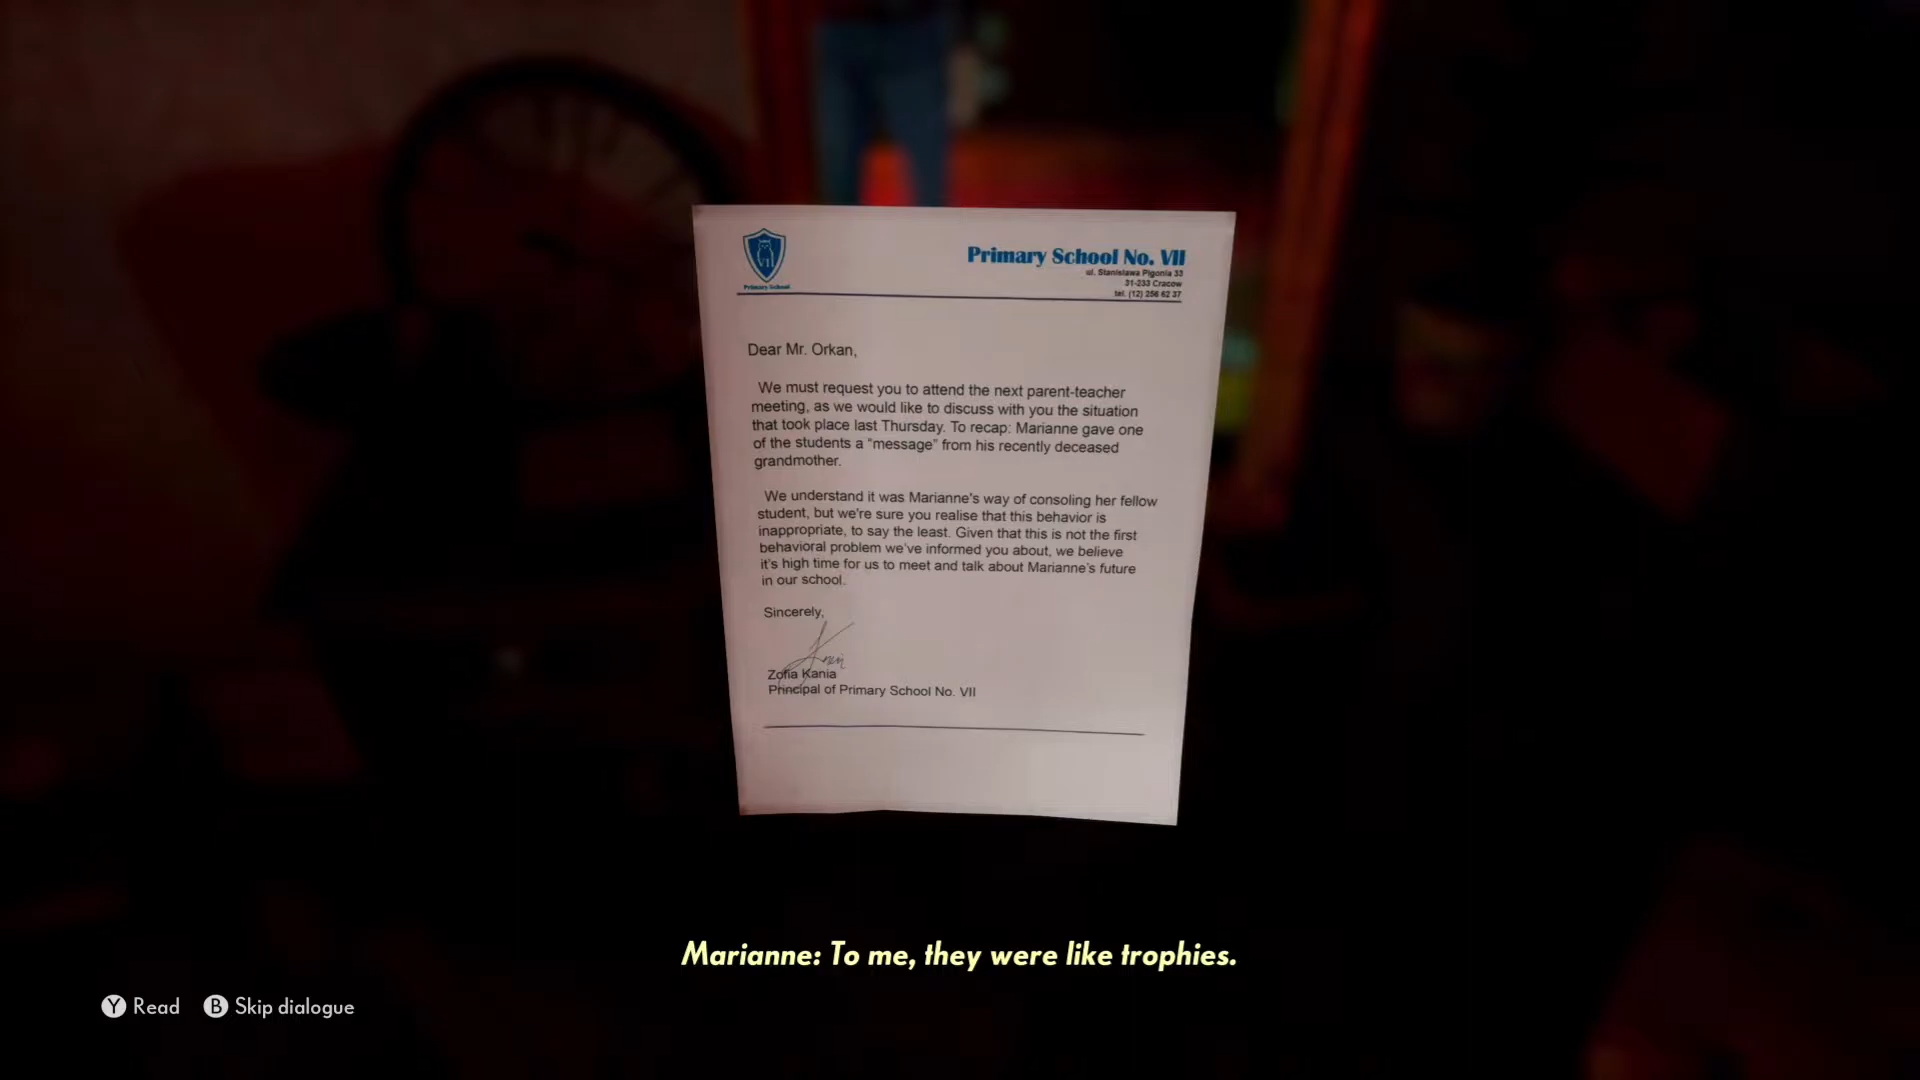 VII
Primary School
Primary School No. VII
ul. Stanisława Pigonia 33
31-233 Cracow
tel. (12) 256 62 37
Dear Mr. Orkan,
We must request you to attend the next parent-teacher
meeting, as we would like to discuss with you the situation
that took place last Thursday. To recap: Marianne gave one
of the students a “message” from his recently deceased
grandmother.
We understand it was Marianne's way of consoling her fellow
student, but we're sure you realise that this behavior is
inappropriate, to say the least. Given that this is not the first
behavioral problem we've informed you about, we believe
it's high time for us to meet and talk about Marianne's future
in our school.
Sincerely,
Zofia Kania
Principal of Primary School No. VII
Marianne: To me, they were like trophies.
Y Read B Skip dialogue